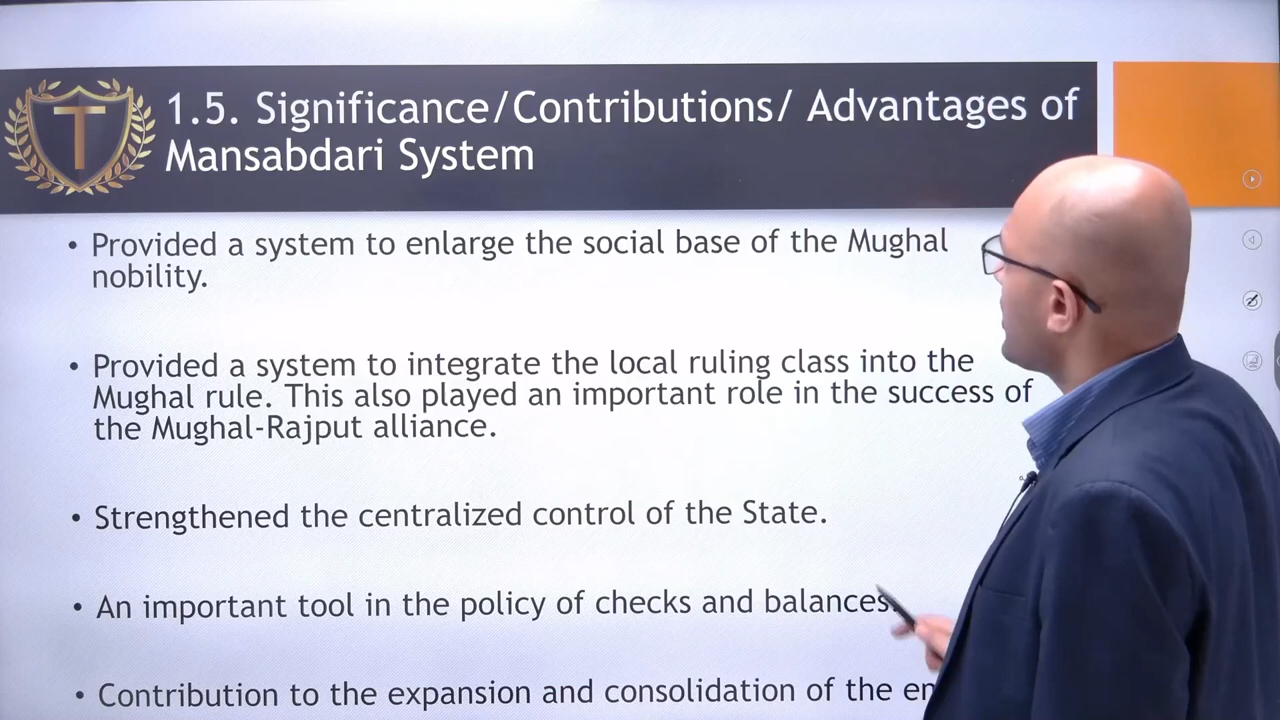 T
1.5. Significance/Contributions/ Advantages of
Mansabdari System
• Provided a system to enlarge the social base of the Mughal
nobility.
• Provided a system to integrate the local ruling class into the
Mughal rule. This also played an important role in the success of
the Mughal-Rajput alliance.
• Strengthened the centralized control of the State.
• An important tool in the policy of checks and balances.
• Contribution to the expansion and consolidation of the